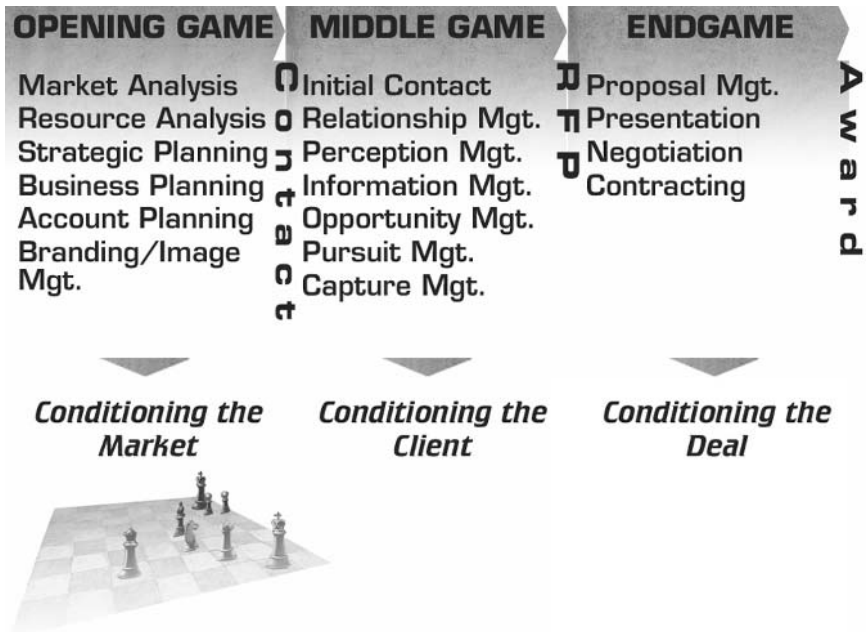 OPENING GAME
Market Analysis
Resource Analysis
Strategic Planning
Business Planning
Account Planning
Branding/Image
Mgt.
Contact
MIDDLE GAME
Initial Contact
Relationship Mgt.
Perception Mgt.
Information Mgt.
Opportunity Mgt.
Pursuit Mgt.
Capture Mgt.
RFP
ENDGAME
Proposal Mgt.
Presentation
Negotiation
Contracting
Award
Conditioning the
Market
Conditioning the
Client
Conditioning the
Deal